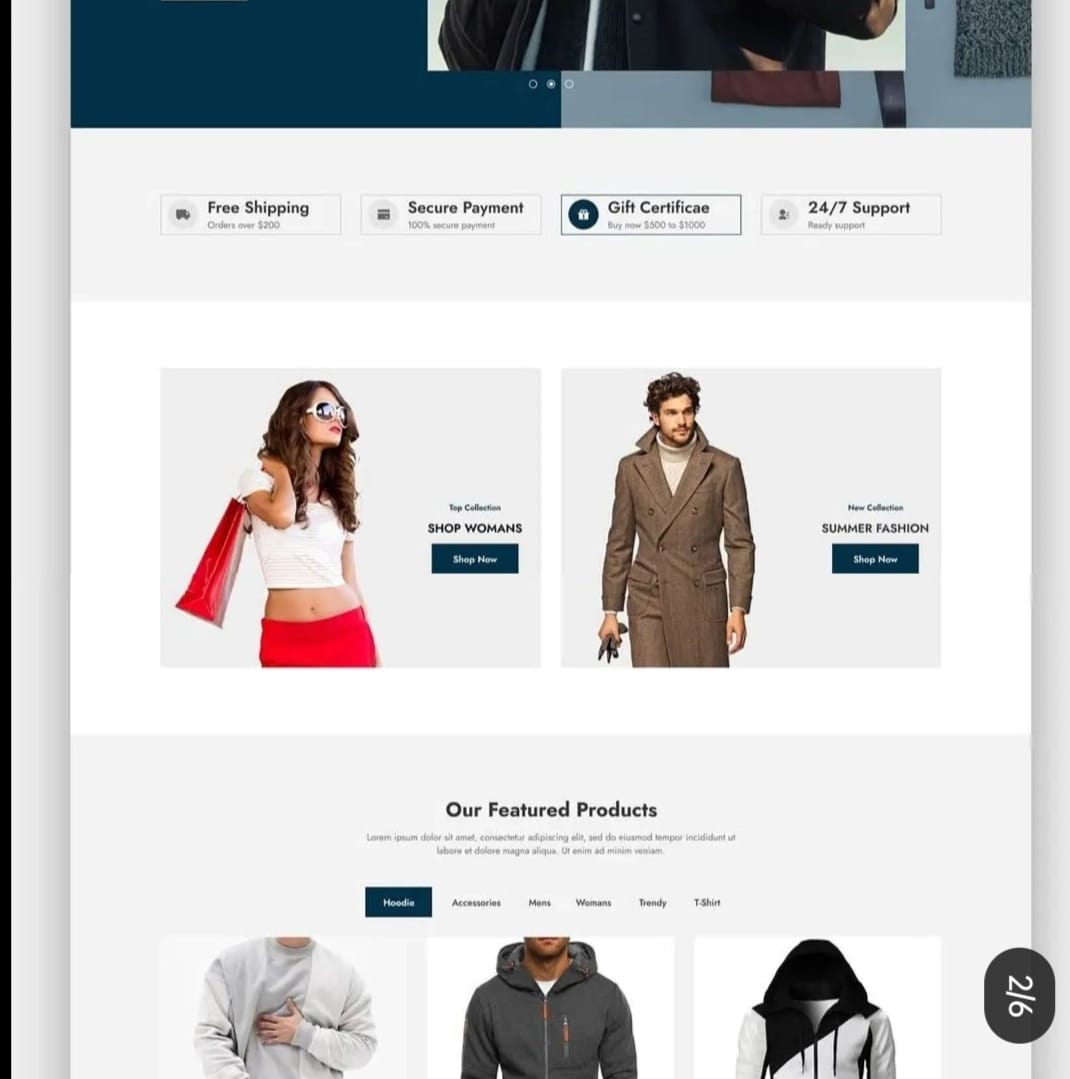 Free Shipping
Orders over $200
Secure Payment
100% secure payment
Gift Certificae
Buy now $500 to $1000
24/7 Support
Ready support
Top Collection
SHOP WOMANS
Shop Now
New Collection
SUMMER FASHION
Shop Now
Our Featured Products
Lorem ipsum dolor sit amet, consectetur adipiscing elit, sed do eiusmod tempor incididunt ut
labore et dolore magna aliqua. Ut enim ad minim veniam.
Hoodie Accessories Mens Womans Trendy T-Shirt
2/6